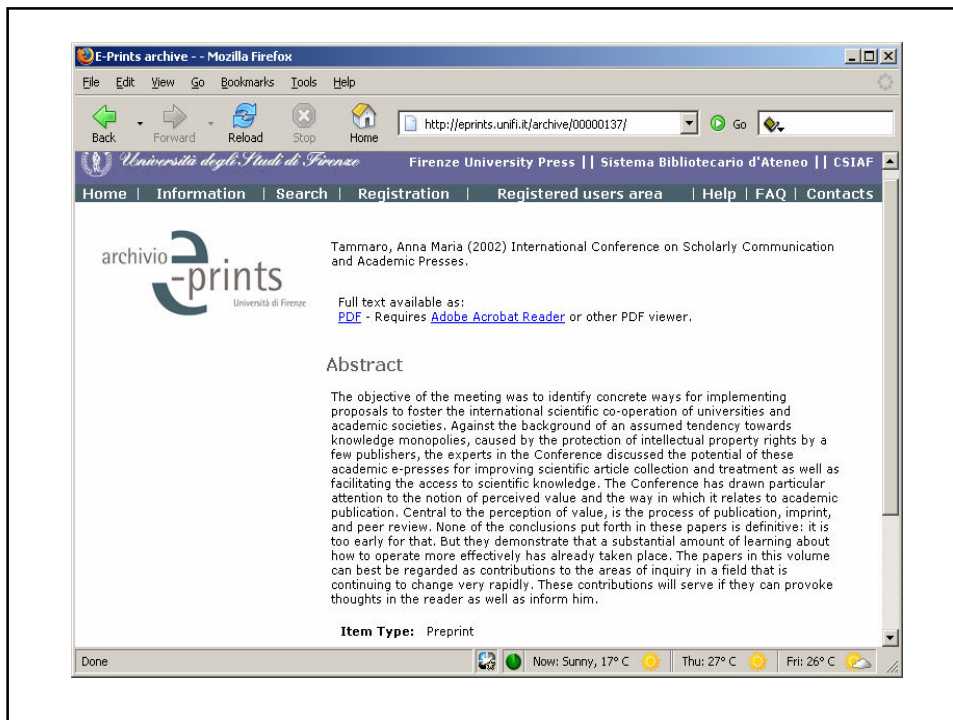 E-Prints archive - - Mozilla Firefox
File Edit View Go Bookmarks Tools Help
Back Forward Reload Stop Home http://eprints.unifi.it/archive/00000137/ Go
Università degli Studi di Firenze Firenze University Press || Sistema Bibliotecario d'Ateneo || CSIAF
Home | Information | Search | Registration | Registered users area | Help | FAQ | Contacts
archivio e-prints
Università di Firenze
Tammaro, Anna Maria (2002) International Conference on Scholarly Communication
and Academic Presses.
Full text available as:
PDF - Requires Adobe Acrobat Reader or other PDF viewer.
Abstract
The objective of the meeting was to identify concrete ways for implementing
proposals to foster the international scientific co-operation of universities and
academic societies. Against the background of an assumed tendency towards
knowledge monopolies, caused by the protection of intellectual property rights by a
few publishers, the experts in the Conference discussed the potential of these
academic e-presses for improving scientific article collection and treatment as well as
facilitating the access to scientific knowledge. The Conference has drawn particular
attention to the notion of perceived value and the way in which it relates to academic
publication. Central to the perception of value, is the process of publication, imprint,
and peer review. None of the conclusions put forth in these papers is definitive: it is
too early for that. But they demonstrate that a substantial amount of learning about
how to operate more effectively has already taken place. The papers in this volume
can best be regarded as contributions to the areas of inquiry in a field that is
continuing to change very rapidly. These contributions will serve if they can provoke
thoughts in the reader as well as inform him.
Item Type: Preprint
Done Now: Sunny, 17° C Thu: 27° C Fri: 26° C